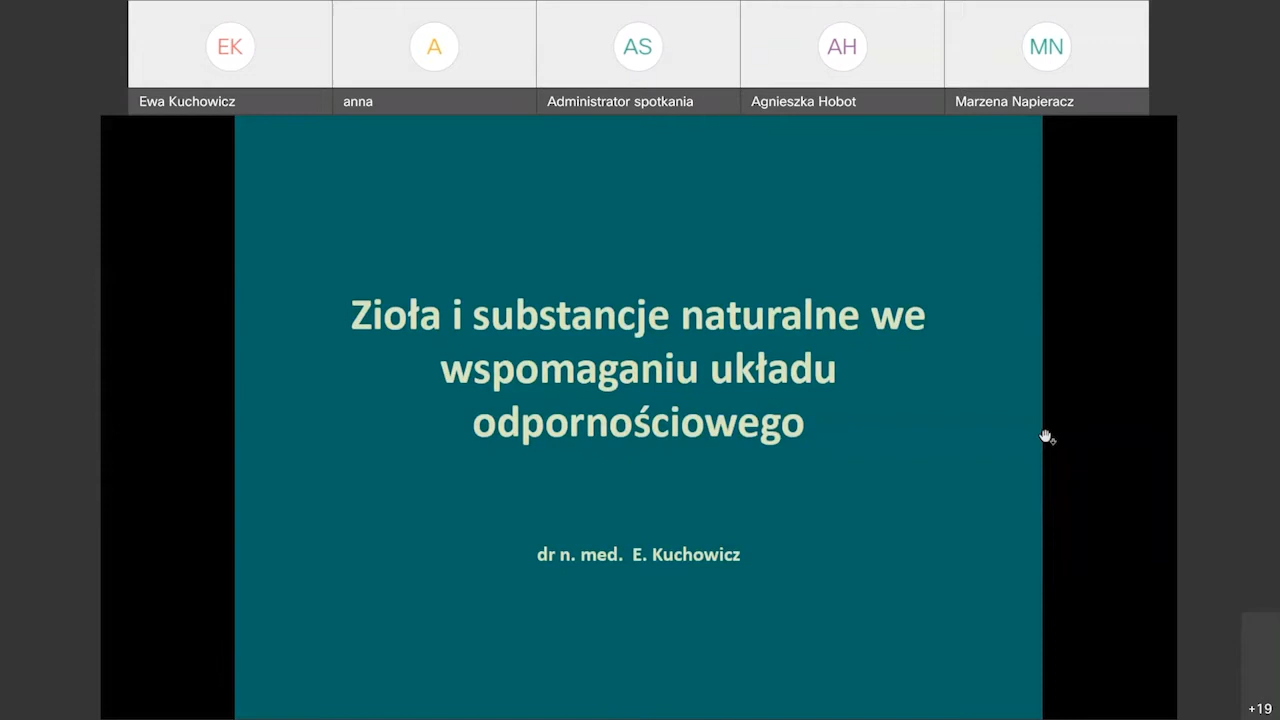 EK
A
AS
AH
MN
Ewa Kuchowicz
anna
Administrator spotkania
Agnieszka Hobot
Marzena Napieracz
Zioła i substancje naturalne we
wspomaganiu układu
odpornościowego
dr n. med. E. Kuchowicz
+19